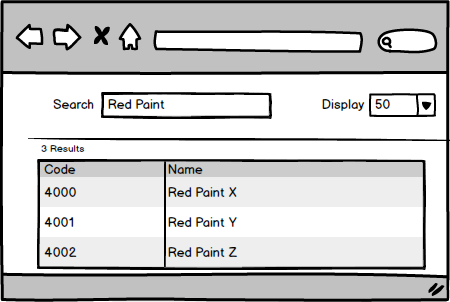 Search Red Paint Display 50
3 Results
Code Name
4000 Red Paint X
4001 Red Paint Y
4002 Red Paint Z